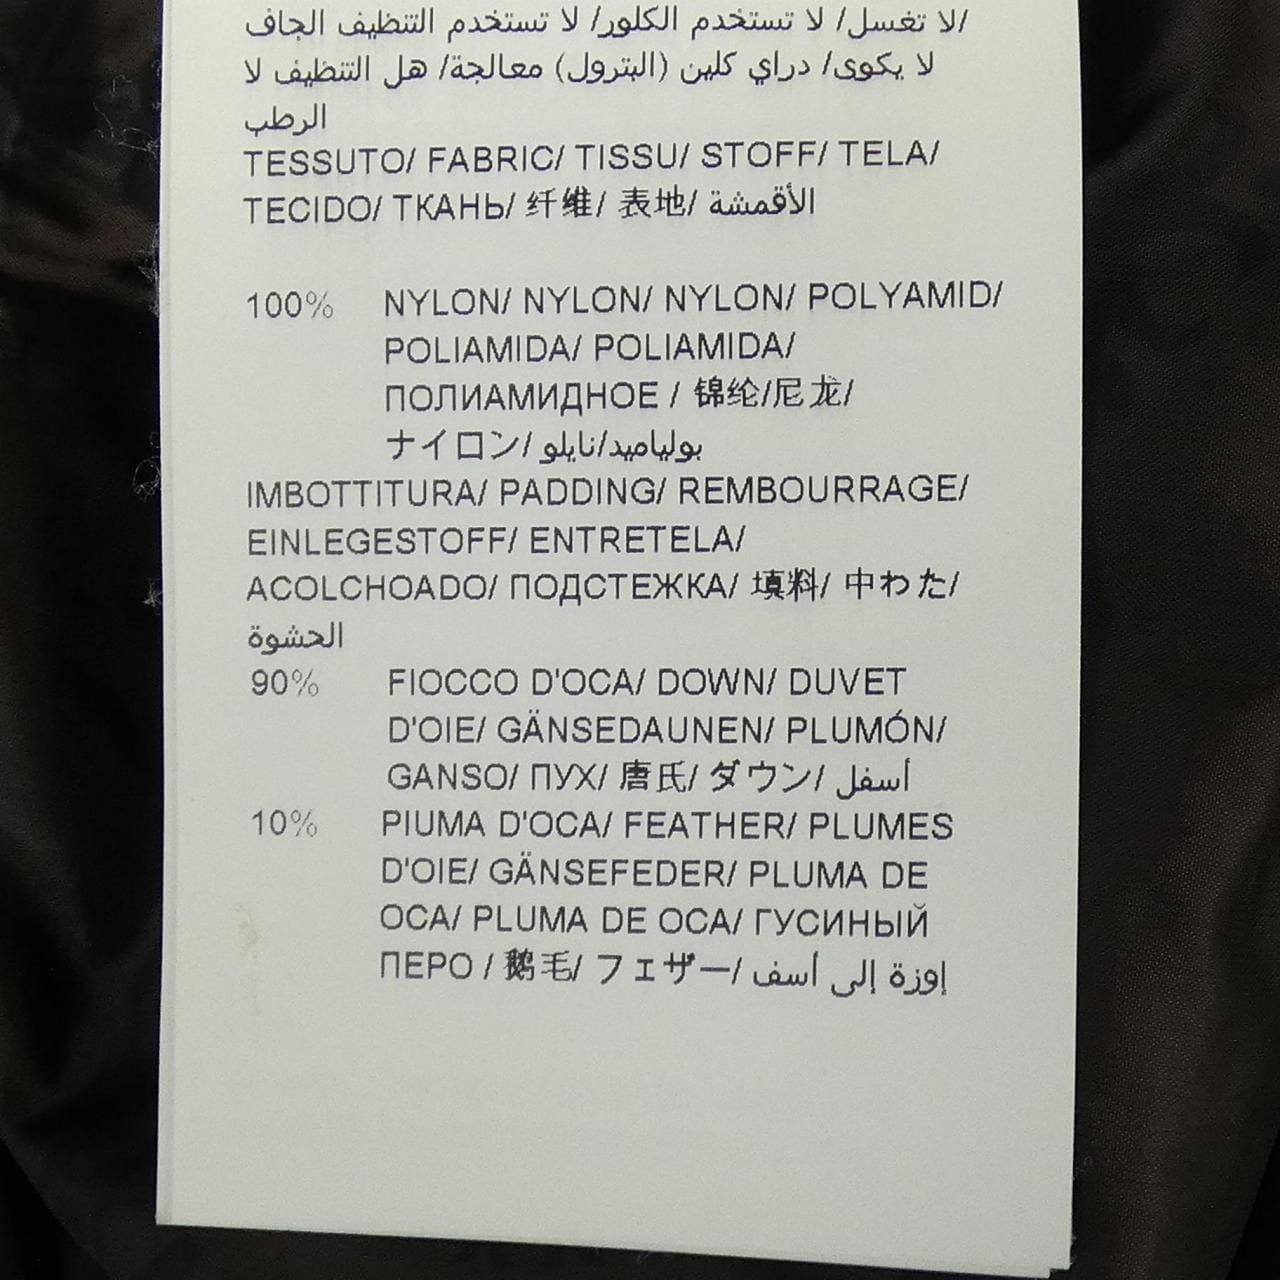 لا تغسل/ لا تستخدم الكلور/ لا تستخدم التنظيف الجاف/
لا يكوى/ دراي كلين (البترول) معالجة/ هل التنظيف لا
الرطب
TESSUTO/ FABRIC/ TISSU/ STOFF/ TELA/
TECIDO/ ТКАНЬ/ 纤维/ 表地/ الأقمشة
100% NYLON/ NYLON/ NYLON/ POLYAMID/
POLIAMIDA/ POLIAMIDA/
ПОЛИАМИДНОЕ / 锦纶/尼龙/
ナイロン/ بولياميد/نايلو
IMBOTTITURA/ PADDING/ REMBOURRAGE/
EINLEGESTOFF/ ENTRETELA/
ACOLCHOADO/ ПОДСТЕЖКА/ 填料/ 中わた/
الحشوة
90% FIOCCO D'OCA/ DOWN/ DUVET
D'OIE/ GÄNSEDAUNEN/ PLUMÓN/
GANSO/ ПУХ/ 唐氏/ ダウン/ أسفل
10% PIUMA D'OCA/ FEATHER/ PLUMES
D'OIE/ GÄNSEFEDER/ PLUMA DE
OCA/ PLUMA DE OCA/ ГУСИНЫЙ
ПЕРО / 鹅毛/ フェザー/ إوزة إلى أسف